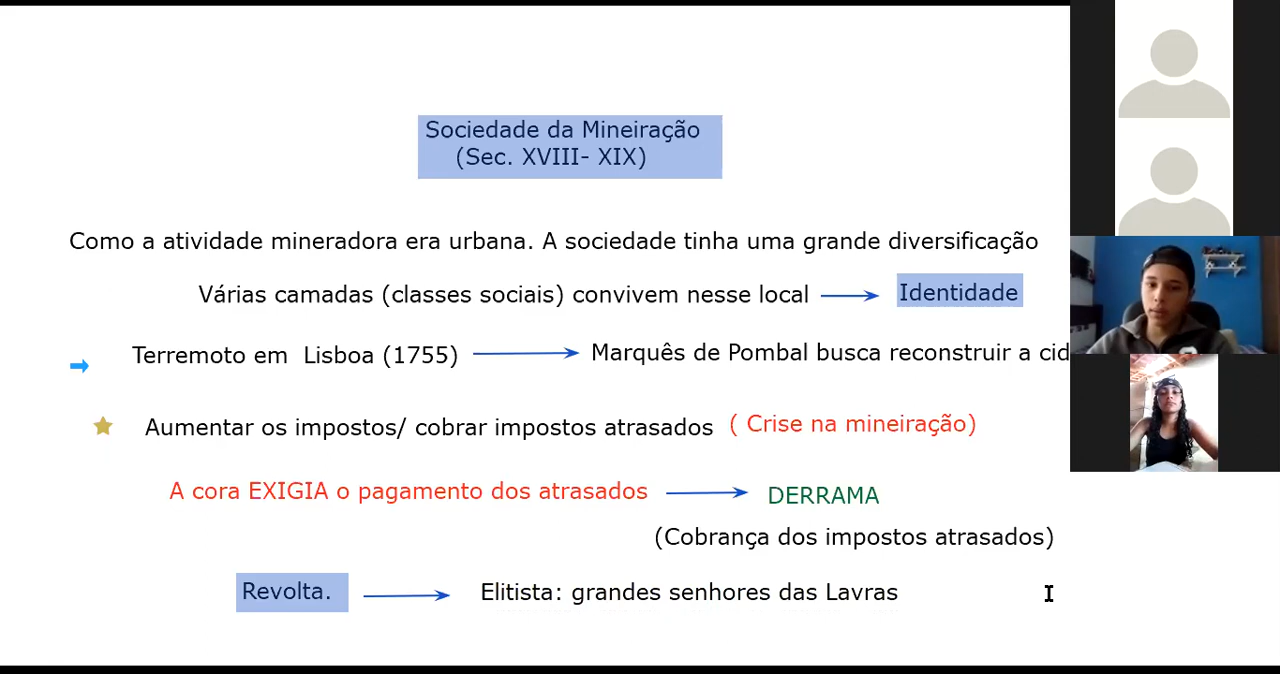 Sociedade da Mineiração
(Sec. XVIII- XIX)
Como a atividade mineradora era urbana. A sociedade tinha uma grande diversificação
Várias camadas (classes sociais) convivem nesse local Identidade
Terremoto em Lisboa (1755) Marquês de Pombal busca reconstruir a cid
Aumentar os impostos/ cobrar impostos atrasados ( Crise na mineiração)
A cora EXIGIA o pagamento dos atrasados DERRAMA
(Cobrança dos impostos atrasados)
Revolta. Elitista: grandes senhores das Lavras